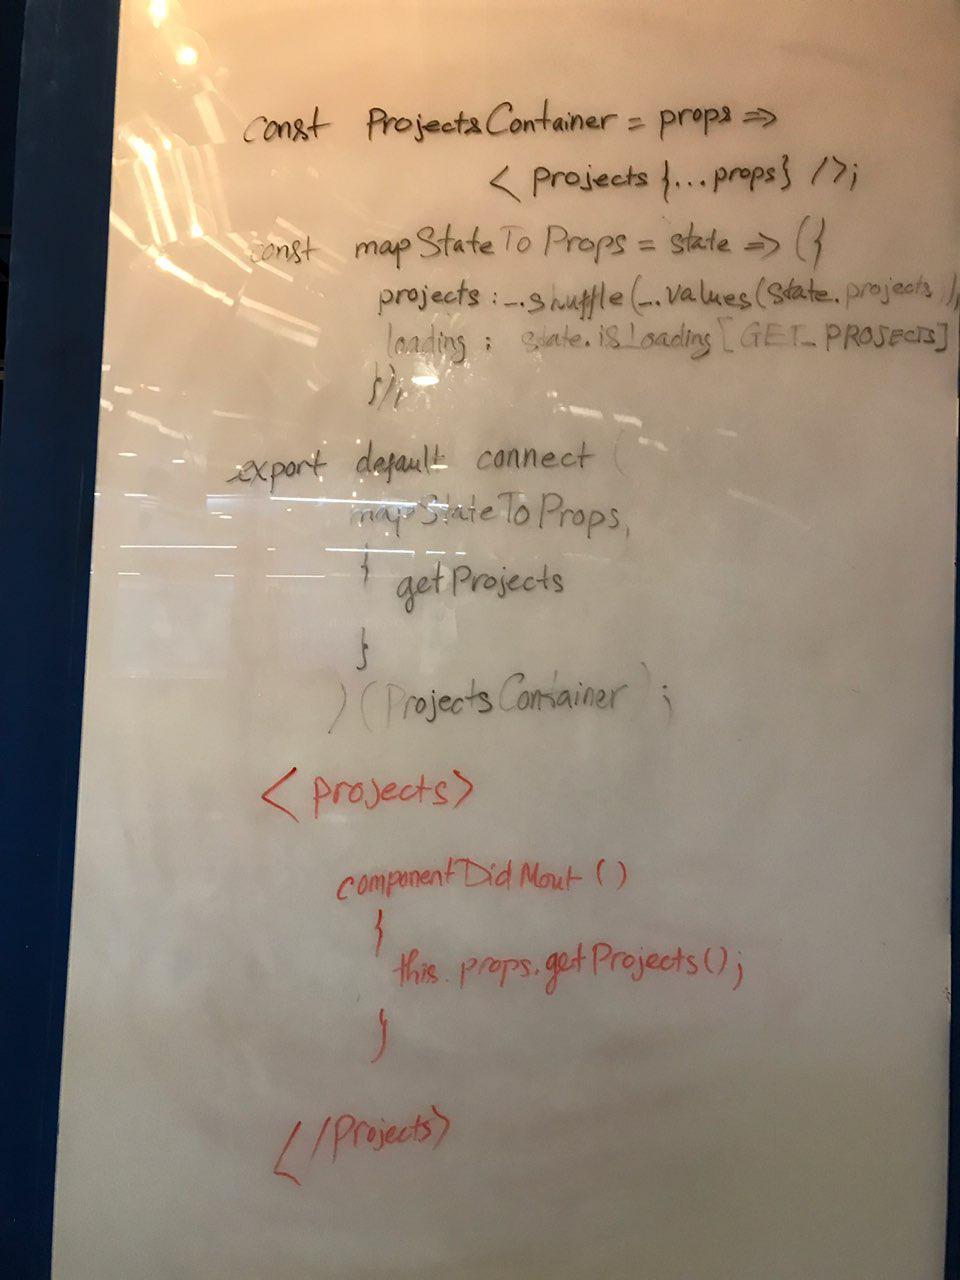 const ProjectsContainer = props =>
< Projects {...props} />;
const mapStateToProps = state => ({
projects : _.shuffle(_.values(state.projects)),
loading : state.isLoading[GET_PROJECTS]
});
export default connect (
mapStateToProps,
{
getProjects
}
)(ProjectsContainer);
<Projects>
componentDidMout ()
{
this.props.getProjects();
}
</Projects>